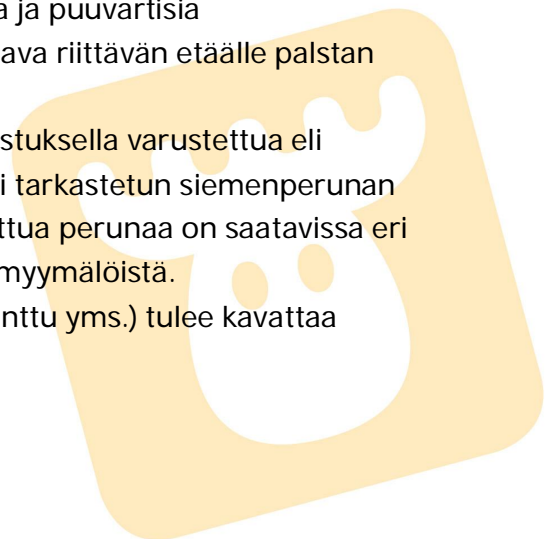 ja puuvartisia
ava riittävän etäälle palstan
stuksella varustettua eli
i tarkastetun siemenperunan
ttua perunaa on saatavissa eri
myymälöistä.
nttu yms.) tulee kavattaa